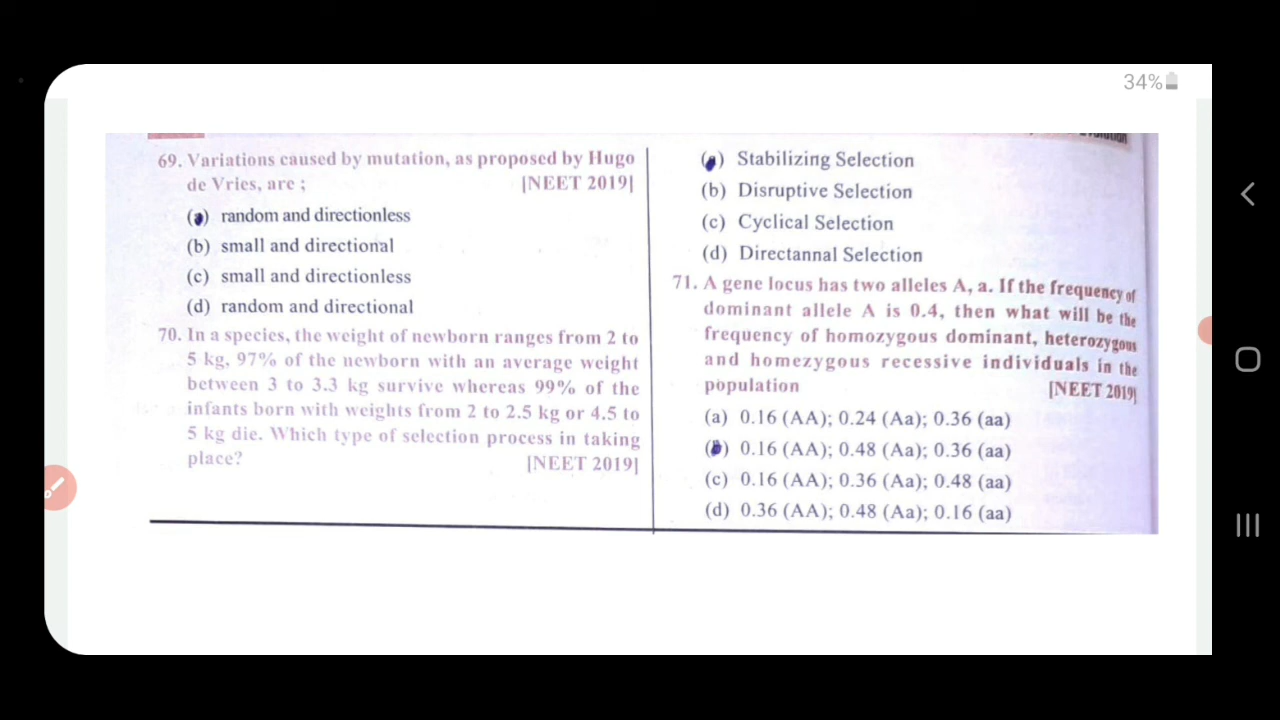 34%
69. Variations caused by mutation, as proposed by Hugo
de Vries, are ; [NEET 2019]
(a) random and directionless
(b) small and directional
(c) small and directionless
(d) random and directional
70. In a species, the weight of newborn ranges from 2 to
5 kg, 97% of the newborn with an average weight
between 3 to 3.3 kg survive whereas 99% of the
infants born with weights from 2 to 2.5 kg or 4.5 to
5 kg die. Which type of selection process in taking
place? [NEET 2019]
(a) Stabilizing Selection
(b) Disruptive Selection
(c) Cyclical Selection
(d) Directannal Selection
71. A gene locus has two alleles A, a. If the frequency of
dominant allele A is 0.4, then what will be the
frequency of homozygous dominant, heterozygous
and homezygous recessive individuals in the
population [NEET 2019]
(a) 0.16 (AA); 0.24 (Aa); 0.36 (aa)
(b) 0.16 (AA); 0.48 (Aa); 0.36 (aa)
(c) 0.16 (AA); 0.36 (Aa); 0.48 (aa)
(d) 0.36 (AA); 0.48 (Aa); 0.16 (aa)